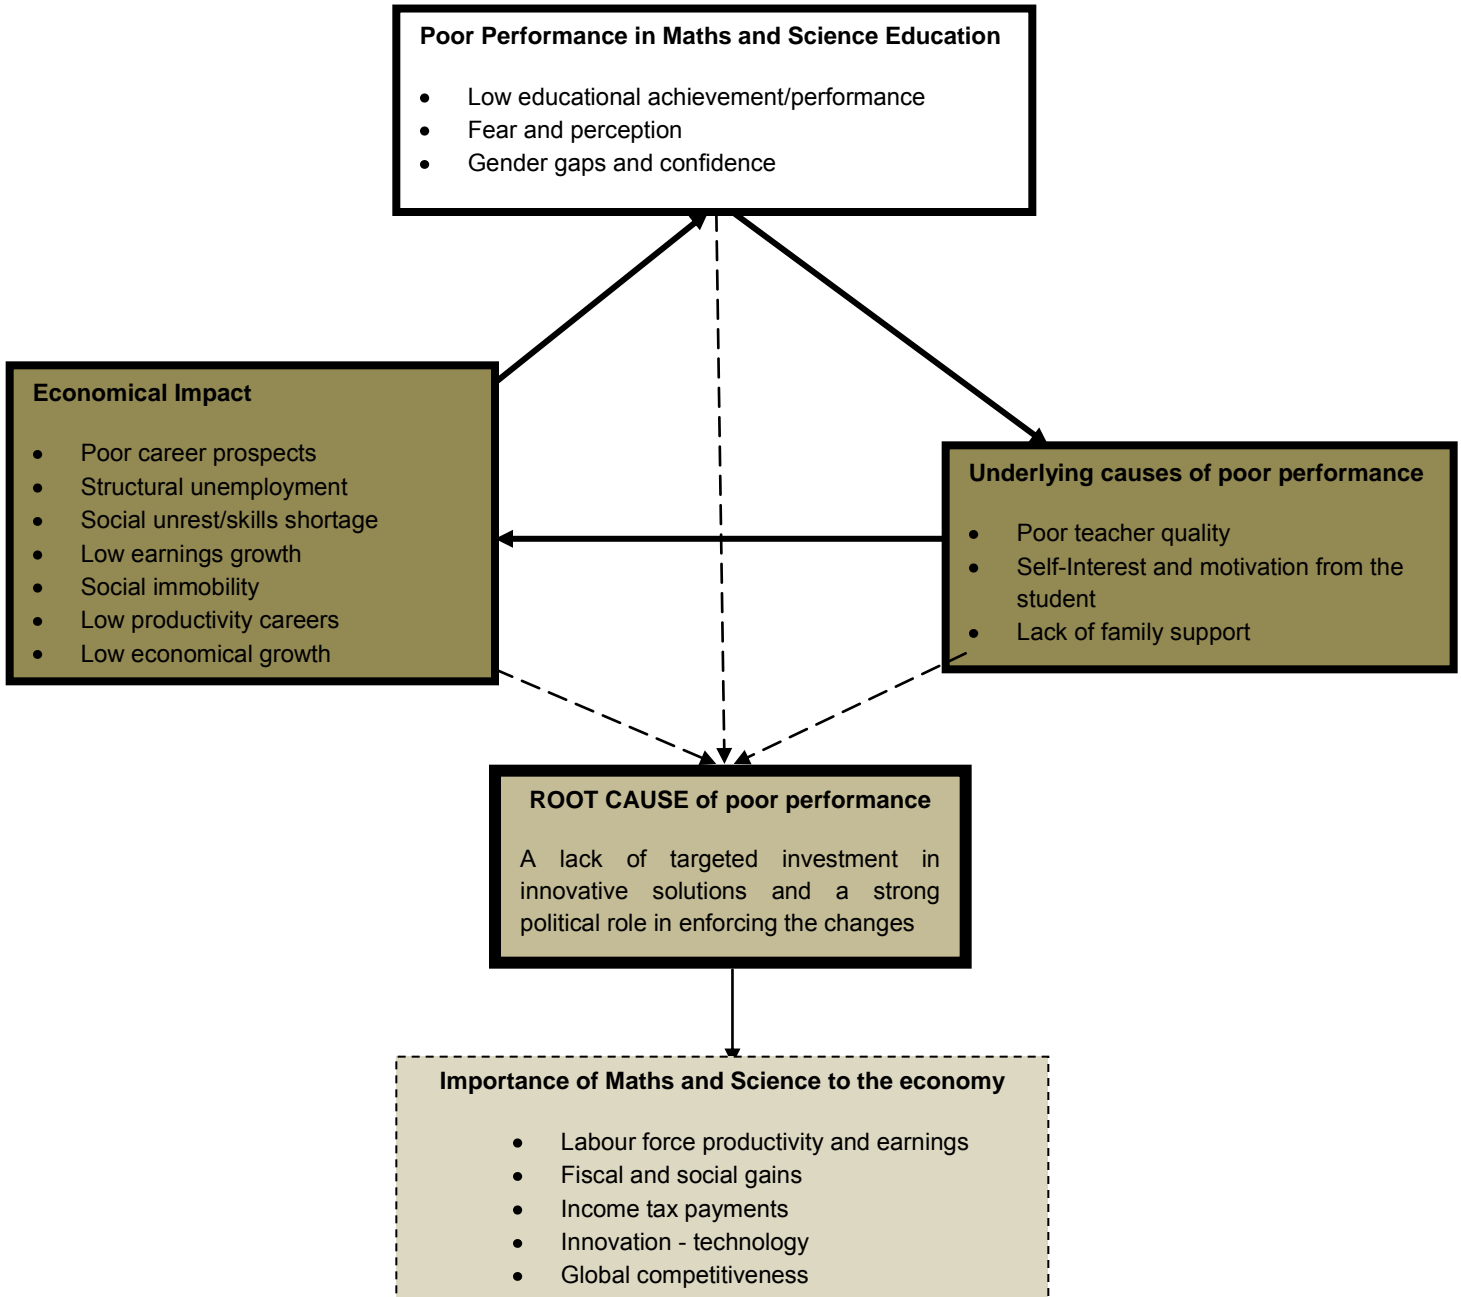 Poor Performance in Maths and Science Education
• Low educational achievement/performance
• Fear and perception
• Gender gaps and confidence
Economical Impact
• Poor career prospects
• Structural unemployment
• Social unrest/skills shortage
• Low earnings growth
• Social immobility
• Low productivity careers
• Low economical growth
Underlying causes of poor performance
• Poor teacher quality
• Self-Interest and motivation from the
student
• Lack of family support
ROOT CAUSE of poor performance
A lack of targeted investment in
innovative solutions and a strong
political role in enforcing the changes
Importance of Maths and Science to the economy
• Labour force productivity and earnings
• Fiscal and social gains
• Income tax payments
• Innovation - technology
• Global competitiveness